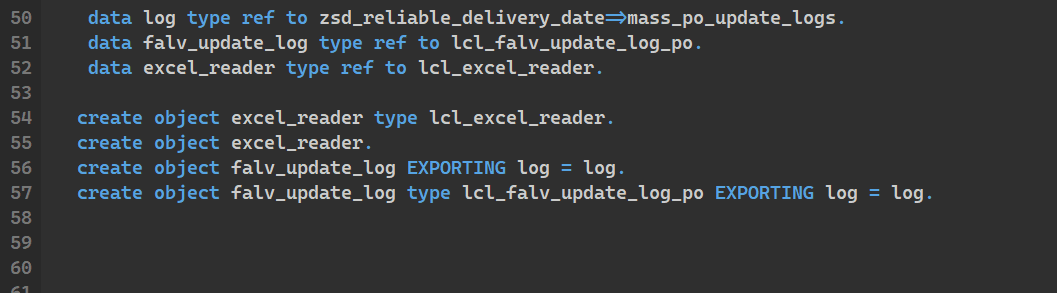 50 data log type ref to zsd_reliable_delivery_date=>mass_po_update_logs.
51 data falv_update_log type ref to lcl_falv_update_log_po.
52 data excel_reader type ref to lcl_excel_reader.
53
54 create object excel_reader type lcl_excel_reader.
55 create object excel_reader.
56 create object falv_update_log EXPORTING log = log.
57 create object falv_update_log type lcl_falv_update_log_po EXPORTING log = log.
58
59
60
61